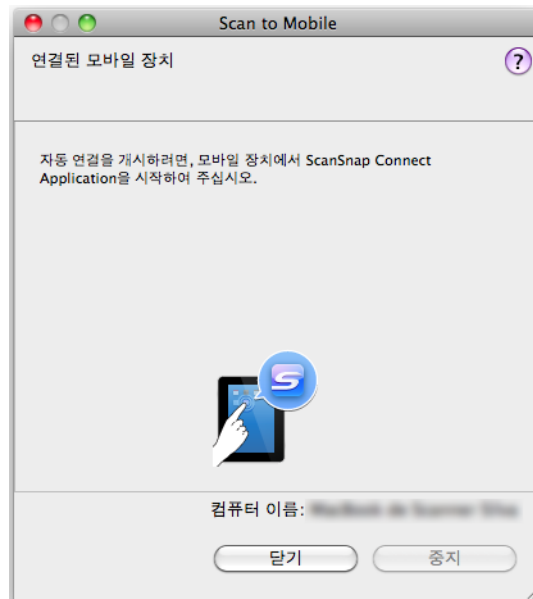 Scan to Mobile
연결된 모바일 장치
?
자동 연결을 개시하려면, 모바일 장치에서 ScanSnap Connect
Application을 시작하여 주십시오.
S
컴퓨터 이름:
닫기
중지